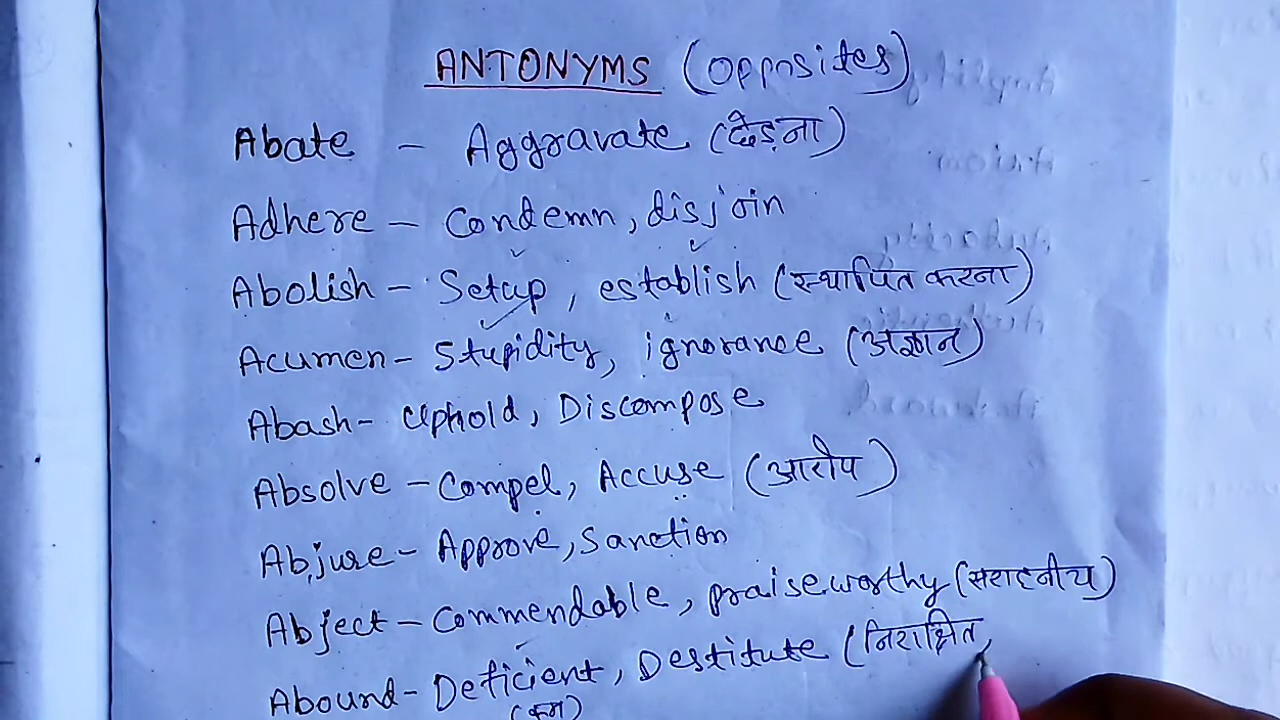 ANTONYMS (Opposites)
Abate - Aggravate (छेड़ना)
Adhere - Condemn, disjoin
Abolish - Setup, establish (स्थापित करना)
Acumen - Stupidity, ignorance (अज्ञान)
Abash - Uphold, Discompose
Absolve - Compel, Accuse (आरोप)
Abjure - Approve, Sanction
Abject - Commendable, praiseworthy (सराहनीय)
Abound - Deficient, Destitute (निराश्रित,
(कम)